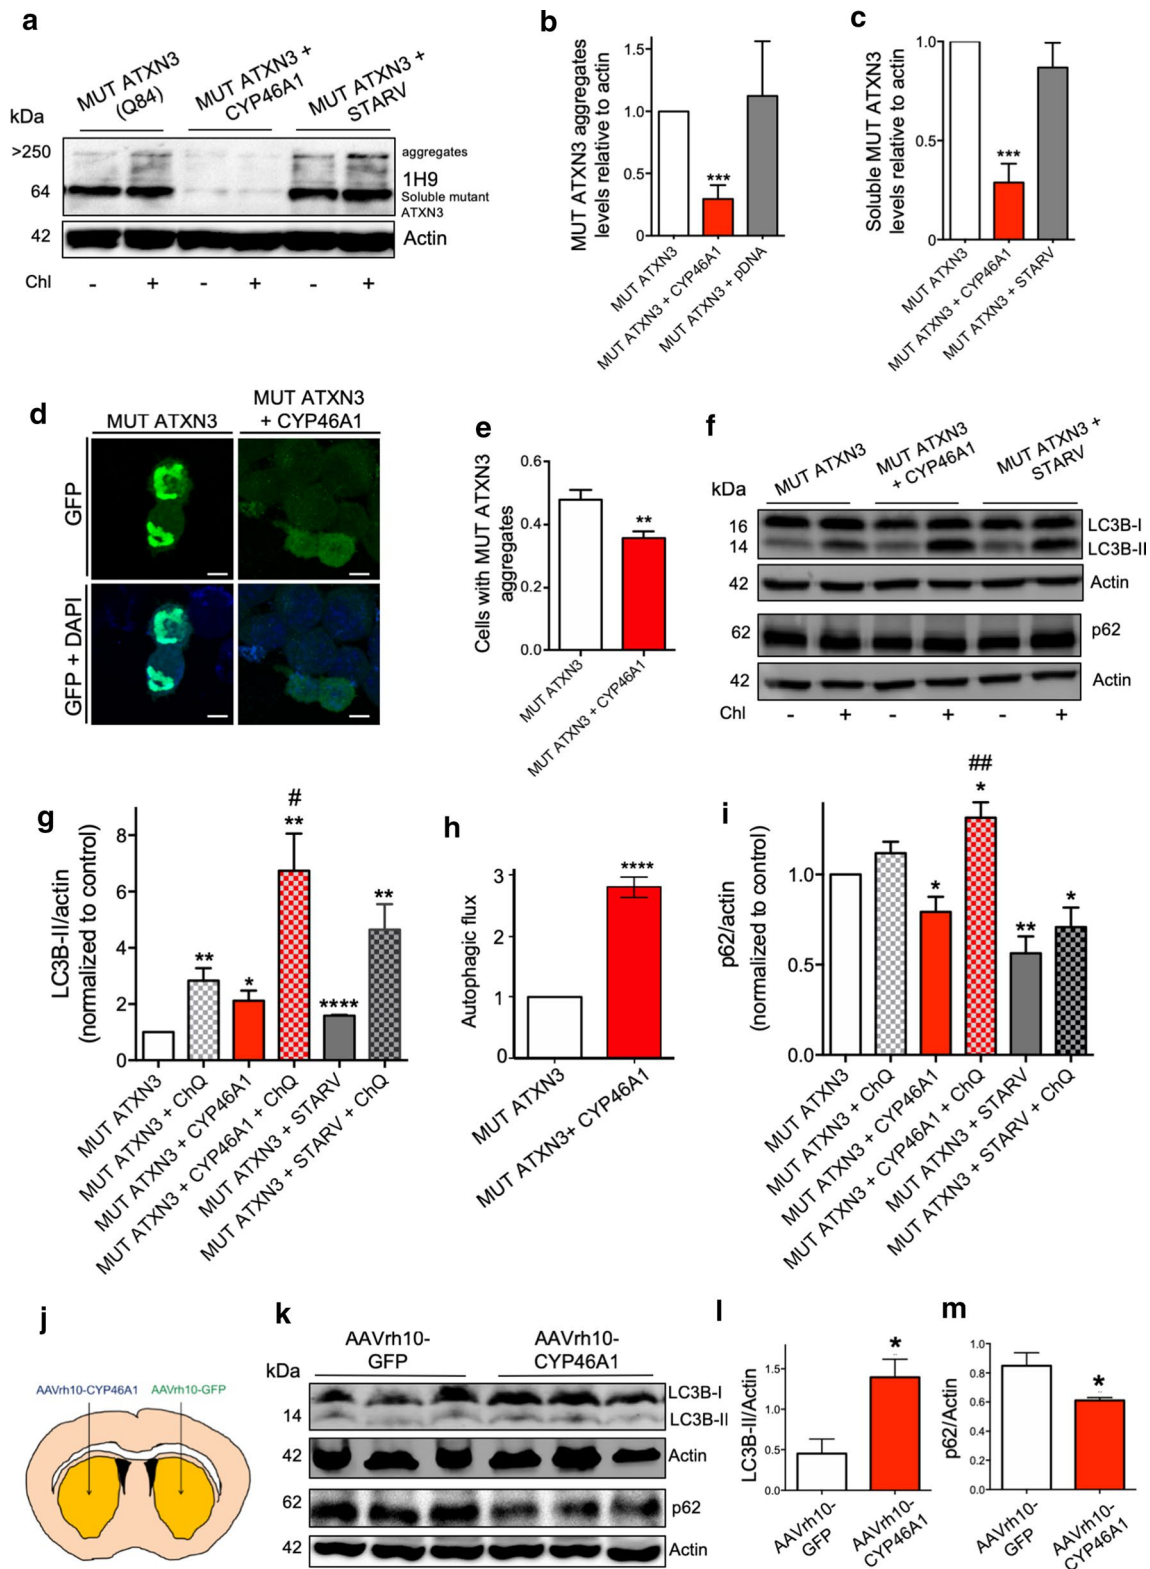 a
MUT ATXN3
(Q84)
MUT ATXN3 +
CYP46A1
MUT ATXN3 +
STARV
kDa
>250
aggregates
1H9
64
Soluble mutant
ATXN3
42
Actin
Chl
- + - + - +
b
MUT ATXN3 aggregates
levels relative to actin
1.5
1.0
0.5
0
***
MUT ATXN3
MUT ATXN3 + CYP46A1
MUT ATXN3 + pDNA
c
Soluble MUT ATXN3
levels relative to actin
1.0
0.5
0
***
MUT ATXN3
MUT ATXN3 + CYP46A1
MUT ATXN3 + STARV
d
MUT ATXN3
MUT ATXN3
+ CYP46A1
GFP
GFP + DAPI
e
Cells with MUT ATXN3
aggregates
0.6
0.4
0.2
0.0
**
MUT ATXN3
MUT ATXN3 + CYP46A1
f
MUT ATXN3
MUT ATXN3
+ CYP46A1
MUT ATXN3 +
STARV
kDa
16
LC3B-I
14
LC3B-II
42
Actin
62
p62
42
Actin
Chl
- + - + - +
g
LC3B-II/actin
(normalized to control)
8
6
4
2
0
**
*
#
**
****
**
MUT ATXN3
MUT ATXN3 + ChQ
MUT ATXN3 + CYP46A1
MUT ATXN3 + CYP46A1 + ChQ
MUT ATXN3 + STARV
MUT ATXN3 + STARV + ChQ
h
Autophagic flux
3
2
1
0
****
MUT ATXN3
MUT ATXN3+ CYP46A1
i
p62/actin
(normalized to control)
1.0
0.5
0.0
*
##
*
**
*
MUT ATXN3
MUT ATXN3 + ChQ
MUT ATXN3 + CYP46A1
MUT ATXN3 + CYP46A1 + ChQ
MUT ATXN3 + STARV
MUT ATXN3 + STARV + ChQ
j
AAVrh10-CYP46A1
AAVrh10-GFP
k
AAVrh10-
GFP
AAVrh10-
CYP46A1
kDa
LC3B-I
14
LC3B-II
42
Actin
62
p62
42
Actin
l
LC3B-II/Actin
1.5
1.0
0.5
0.0
*
AAVrh10-
GFP
AAVrh10-
CYP46A1
m
p62/Actin
1.0
0.8
0.6
0.4
0.2
0.0
*
AAVrh10-
GFP
AAVrh10-
CYP46A1